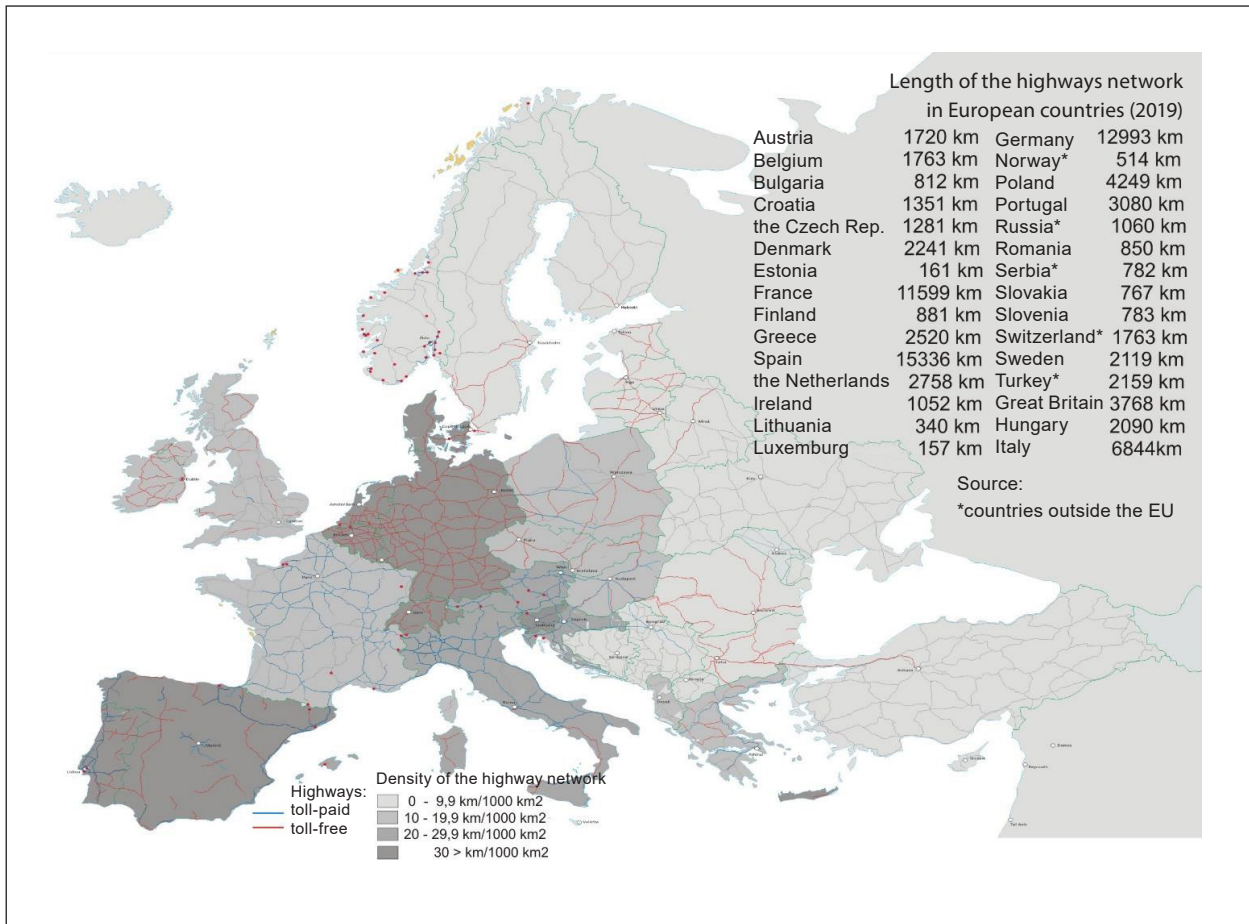 Length of the highways network
in European countries (2019)
Austria 1720 km Germany 12993 km
Belgium 1763 km Norway* 514 km
Bulgaria 812 km Poland 4249 km
Croatia 1351 km Portugal 3080 km
the Czech Rep. 1281 km Russia* 1060 km
Denmark 2241 km Romania 850 km
Estonia 161 km Serbia* 782 km
France 11599 km Slovakia 767 km
Finland 881 km Slovenia 783 km
Greece 2520 km Switzerland* 1763 km
Spain 15336 km Sweden 2119 km
the Netherlands 2758 km Turkey* 2159 km
Ireland 1052 km Great Britain 3768 km
Lithuania 340 km Hungary 2090 km
Luxemburg 157 km Italy 6844km
Source:
*countries outside the EU
Density of the highway network
Highways:
toll-paid
toll-free
0 - 9,9 km/1000 km2
10 - 19,9 km/1000 km2
20 - 29,9 km/1000 km2
30 > km/1000 km2